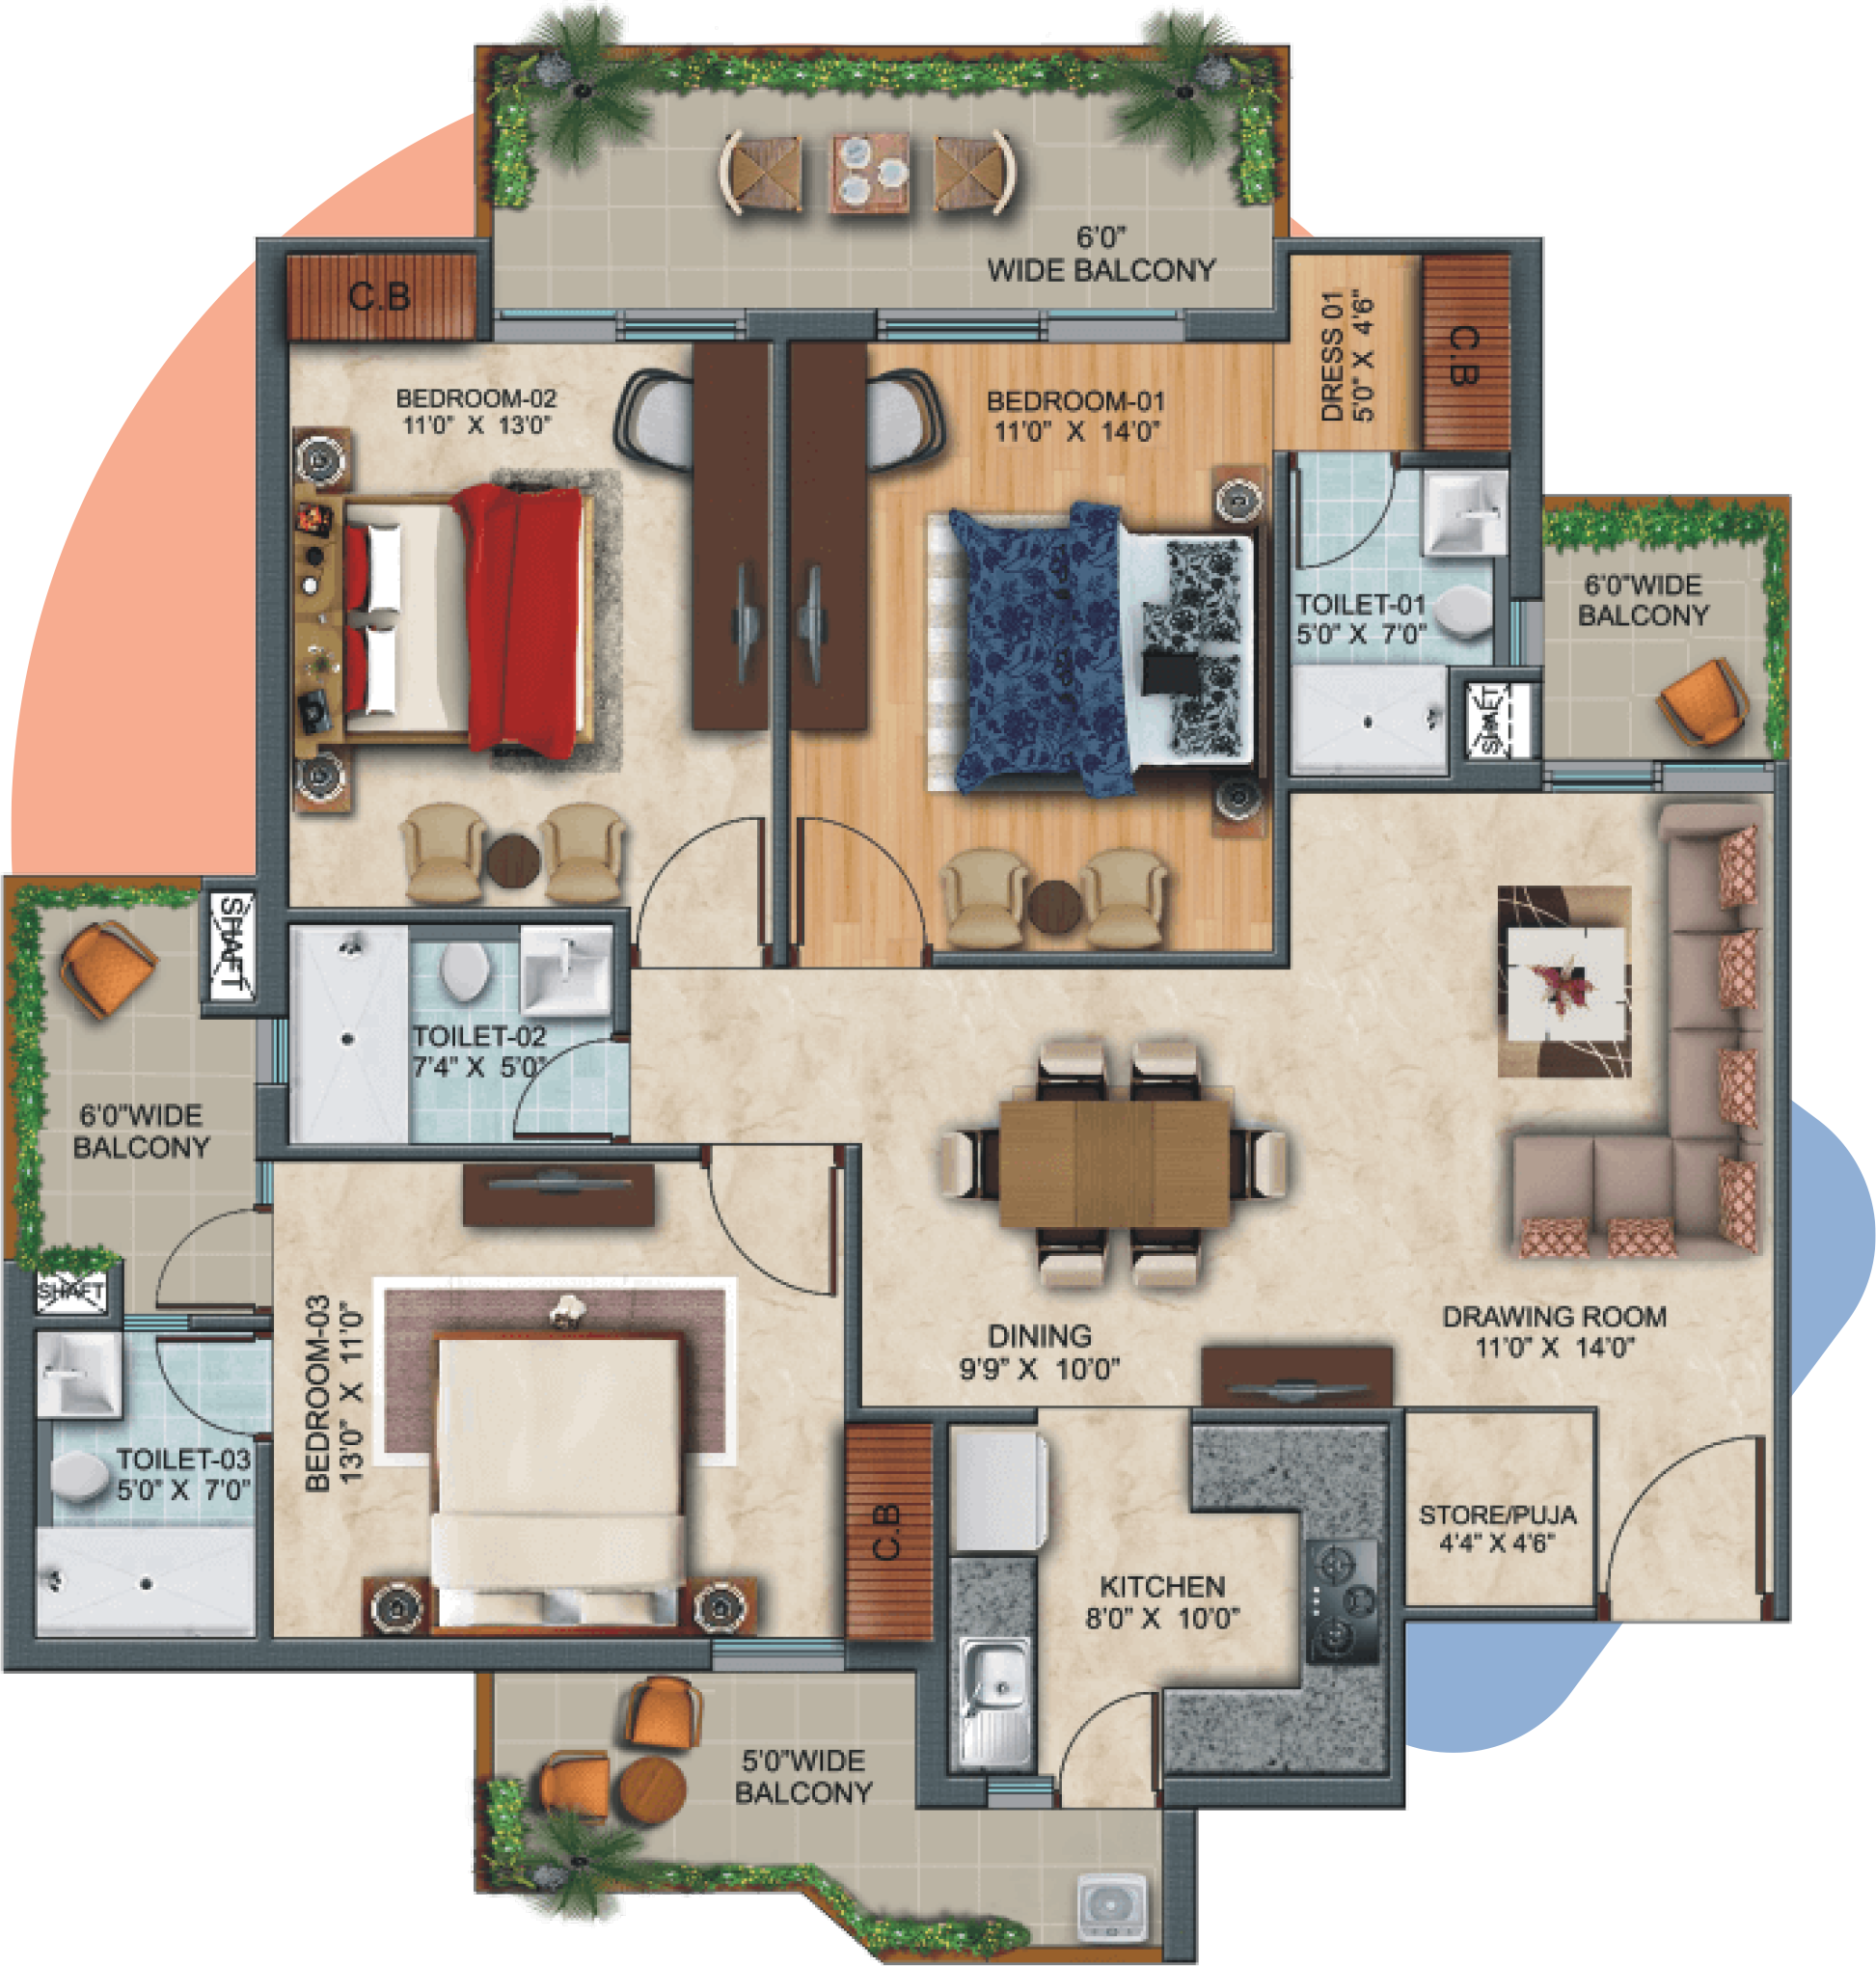 6'0"
WIDE BALCONY
C.B
DRESS 01
5'0" X 4'6"
C.B
BEDROOM-02
11'0" X 13'0"
BEDROOM-01
11'0" X 14'0"
6'0"WIDE
BALCONY
TOILET-01
5'0" X 7'0"
SHAFT
SHAFT
TOILET-02
7'4" X 5'0"
6'0"WIDE
BALCONY
SHAFT
BEDROOM-03
13'0" X 11'0"
DINING
9'9" X 10'0"
DRAWING ROOM
11'0" X 14'0"
TOILET-03
5'0" X 7'0"
C.B
STORE/PUJA
4'4" X 4'6"
KITCHEN
8'0" X 10'0"
5'0"WIDE
BALCONY